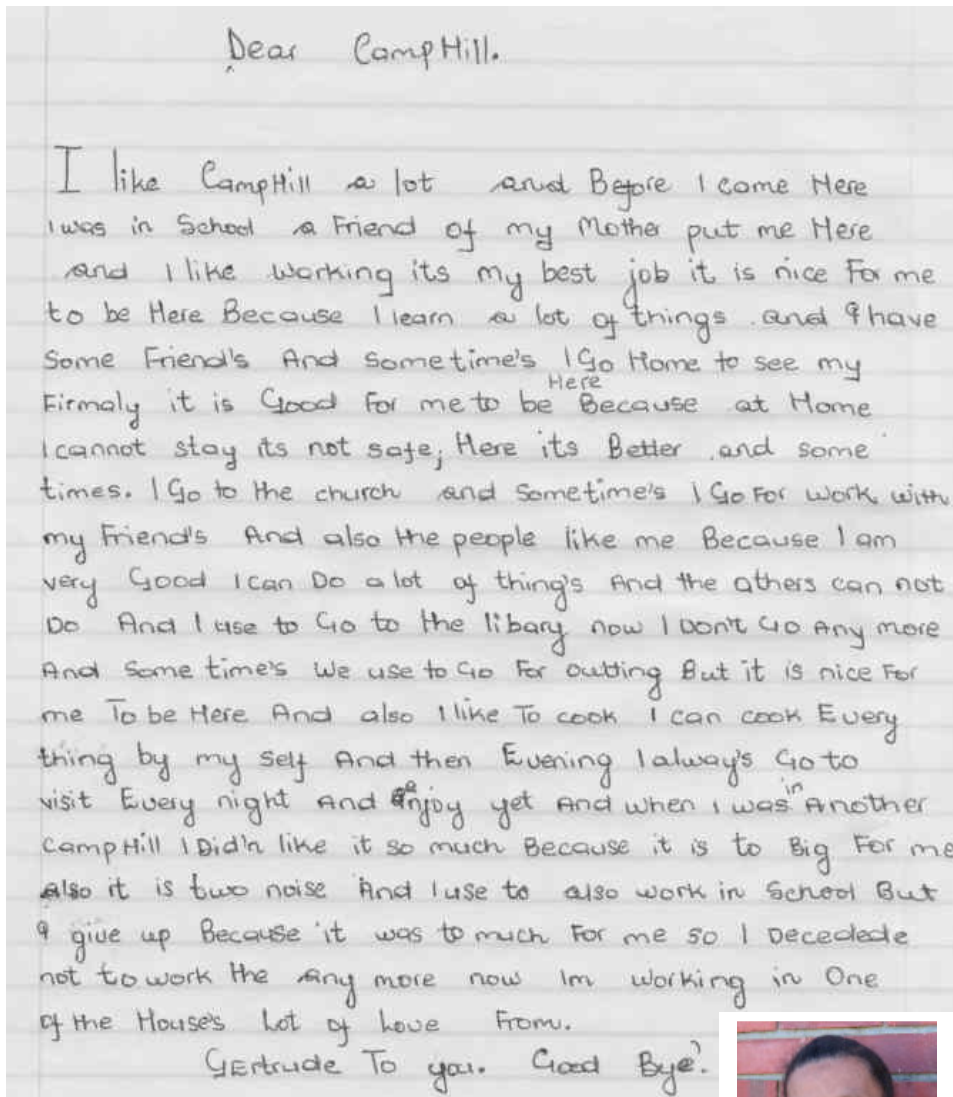 Dear CampHill.
I like CampHill a lot and Before I come Here
I was in School a Friend of my Mother put me Here
and I like working its my best job it is nice For me
to be Here Because I learn a lot of things. and I have
Some Friend's And Sometime's I Go Home to see my
Firmaly it is Good For me to be Here Because at Home
I cannot stay its not safe, Here its Better and some
times. I Go to the church and Sometime's I Go For work with
my Friend's And also the people like me Because I am
very Good I can Do a lot of thing's And the others can not
Do And I use to Go to the libary now I Don't Go Any more
And Some time's We use to Go For outting But it is nice For
me To be Here And also I like To cook I can cook Every
thing by my self And then Evening I alway's Go to
visit Every night And enjoy yet And when I was in Another
CampHill I Did'n like it so much Because it is to Big For me
also it is two noise And I use to also work in School But
I give up Because it was to much For me so I Decedede
not to work the any more now Im working in One
of the House's Lot of Love From.
GErtrude To you. Good Bye?